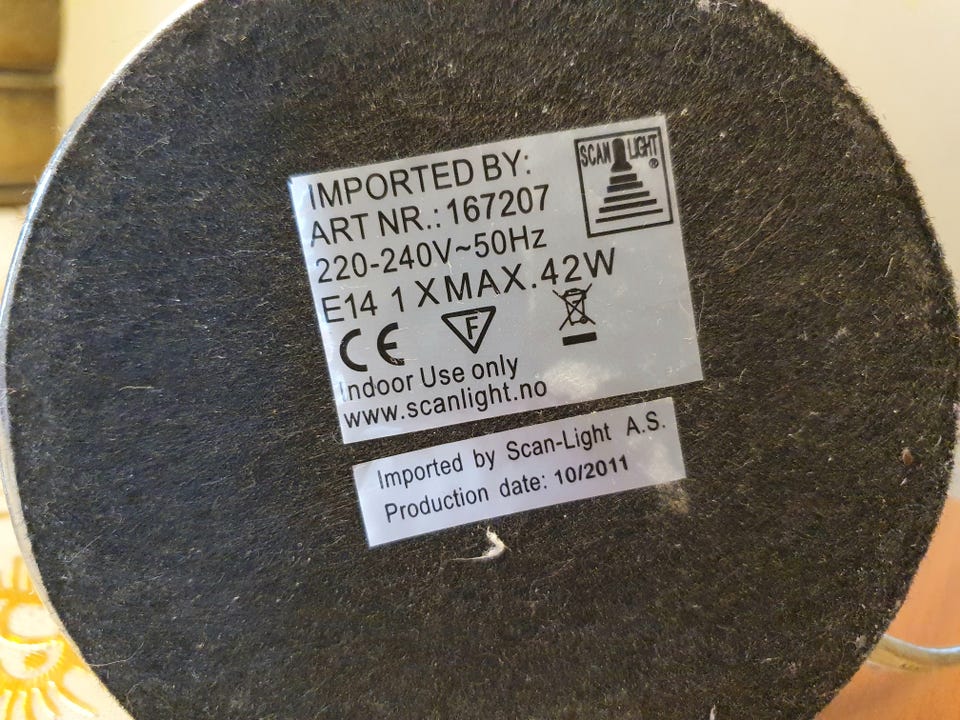 IMPORTED BY:
SCAN LIGHT ®
ART NR.: 167207
220-240V~50Hz
E14 1 X MAX. 42W
CE F
Indoor Use only
www.scanlight.no
Imported by Scan-Light A.S.
Production date: 10/2011